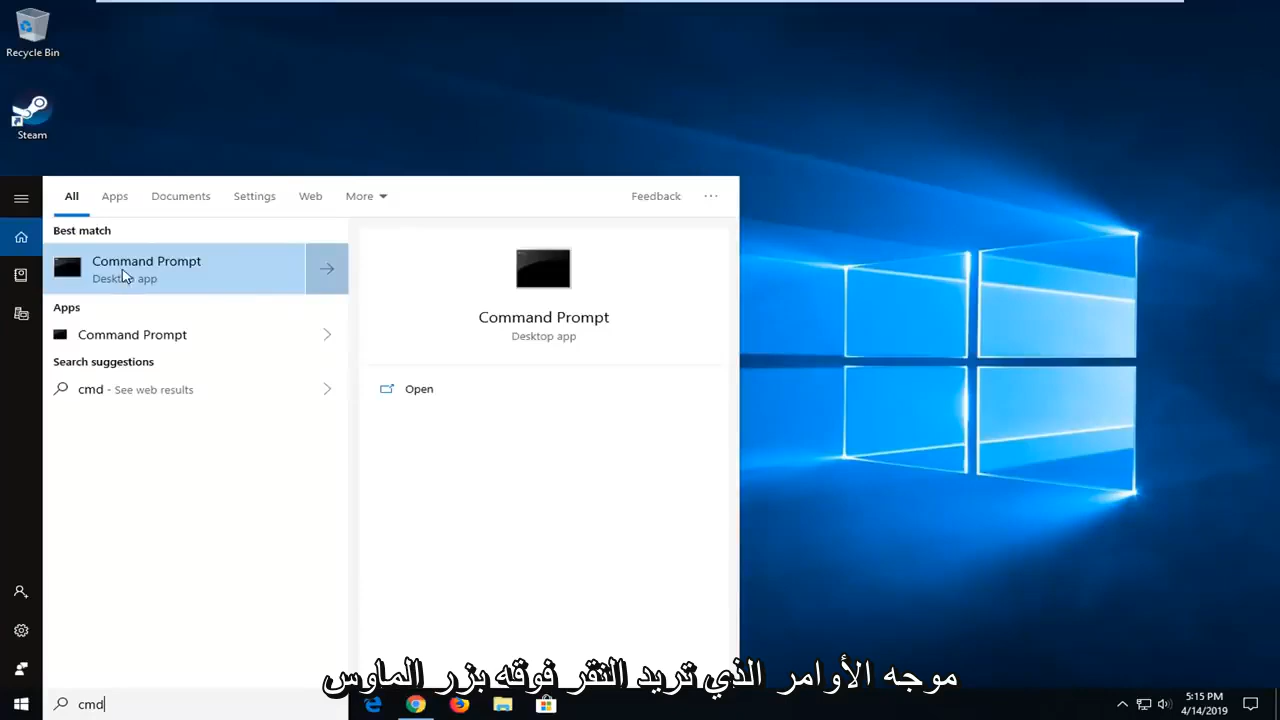 Recycle Bin
Steam
All Apps Documents Settings Web More Feedback ...
Best match
Command Prompt
Desktop app
Apps
Command Prompt
Search suggestions
cmd - See web results
Command Prompt
Desktop app
Open
موجه الأوامر الذي تريد النقر فوقه بزر الماوس
cmd
5:15 PM
4/14/2019